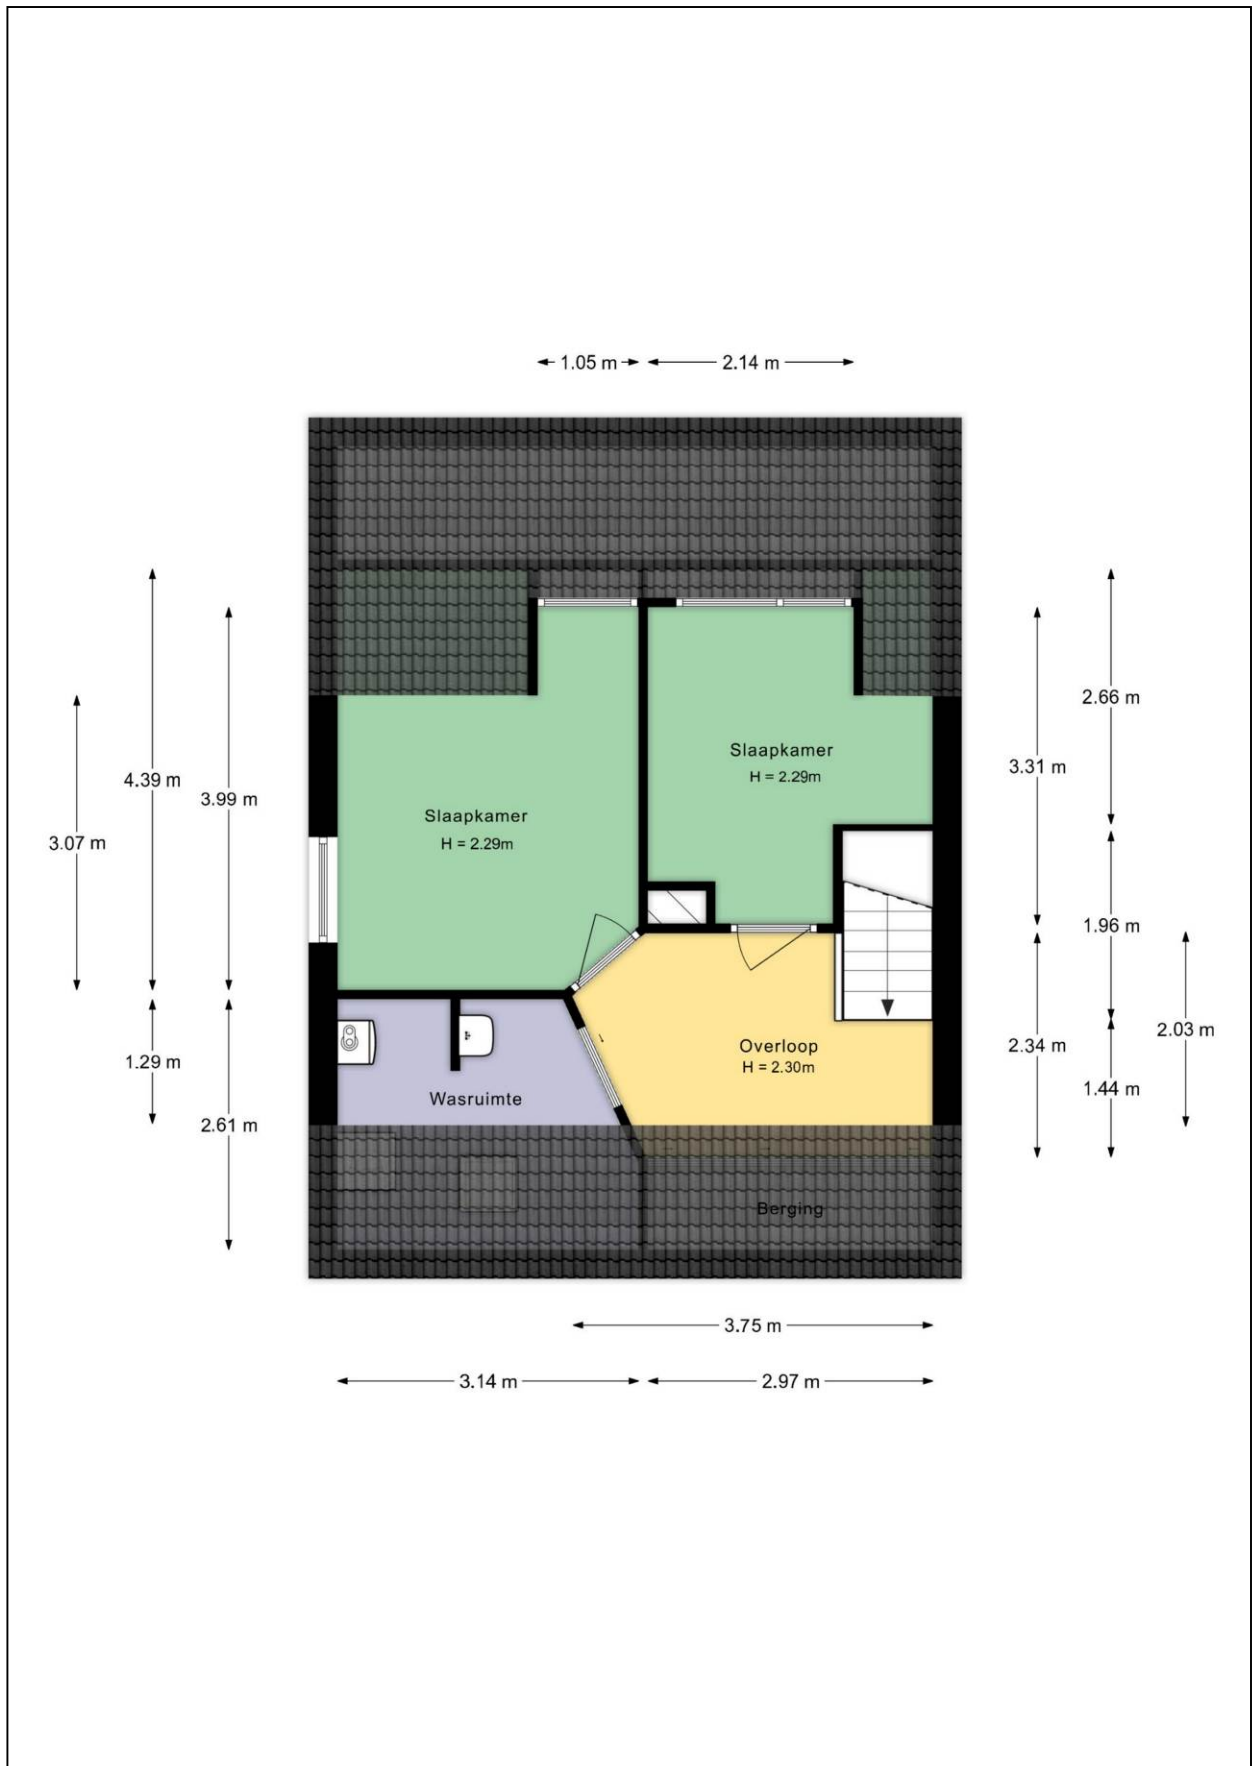 1.05 m
2.14 m
2.66 m
Slaapkamer
H = 2.29m
3.31 m
4.39 m
3.99 m
Slaapkamer
H = 2.29m
3.07 m
1.96 m
2.03 m
Overloop
H = 2.30m
2.34 m
1.29 m
1.44 m
Wasruimte
2.61 m
Berging
3.75 m
3.14 m
2.97 m